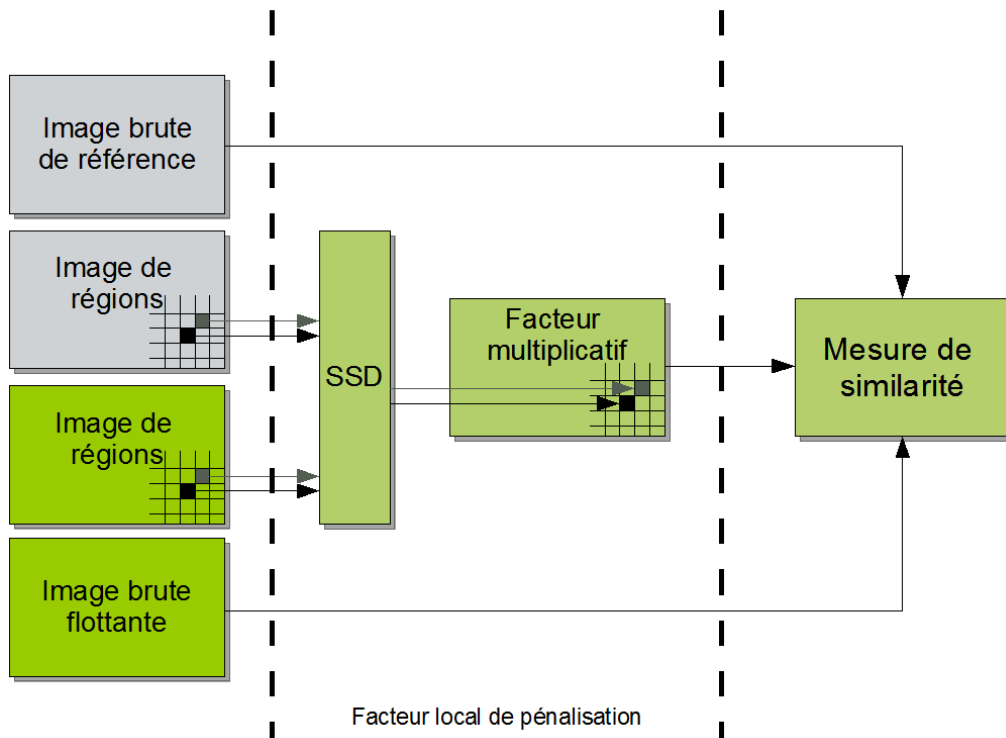 Image brute
de référence
Image de
régions
Image de
régions
Image brute
flottante
SSD
Facteur
multiplicatif
Mesure de
similarité
Facteur local de pénalisation